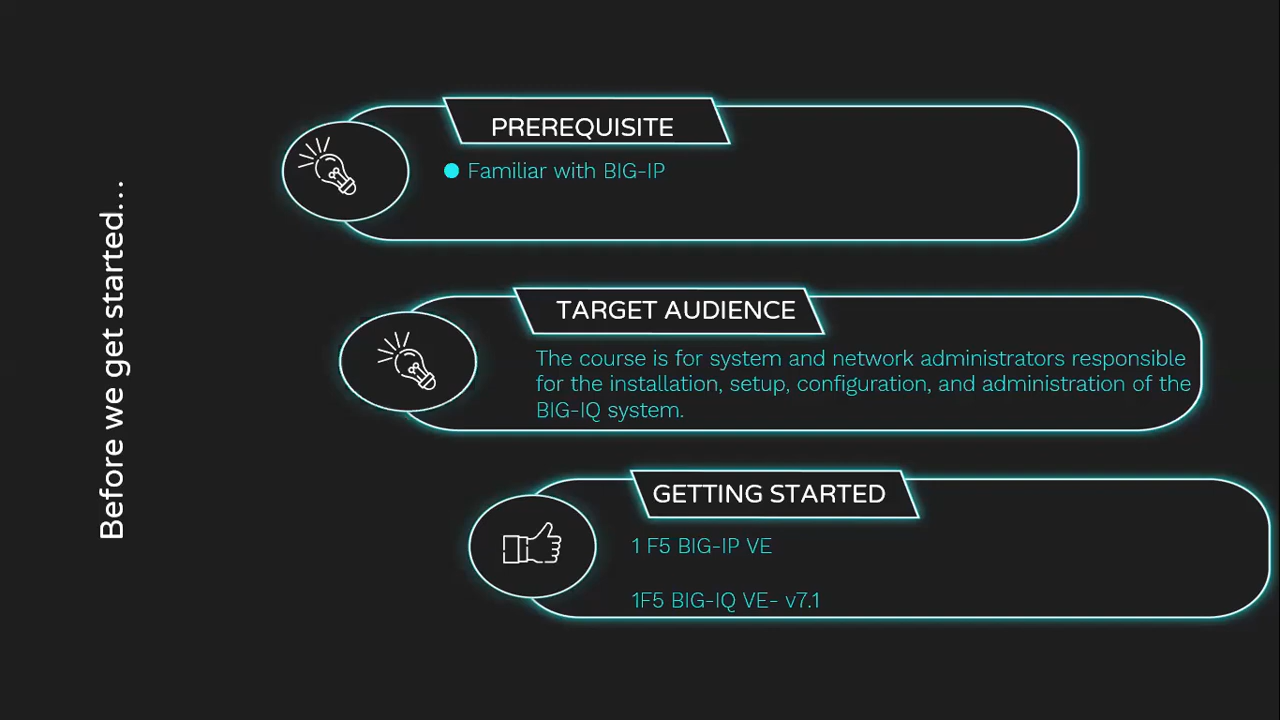 Before we get started...
PREREQUISITE
● Familiar with BIG-IP
TARGET AUDIENCE
The course is for system and network administrators responsible
for the installation, setup, configuration, and administration of the
BIG-IQ system.
GETTING STARTED
1 F5 BIG-IP VE
1F5 BIG-IQ VE- v7.1